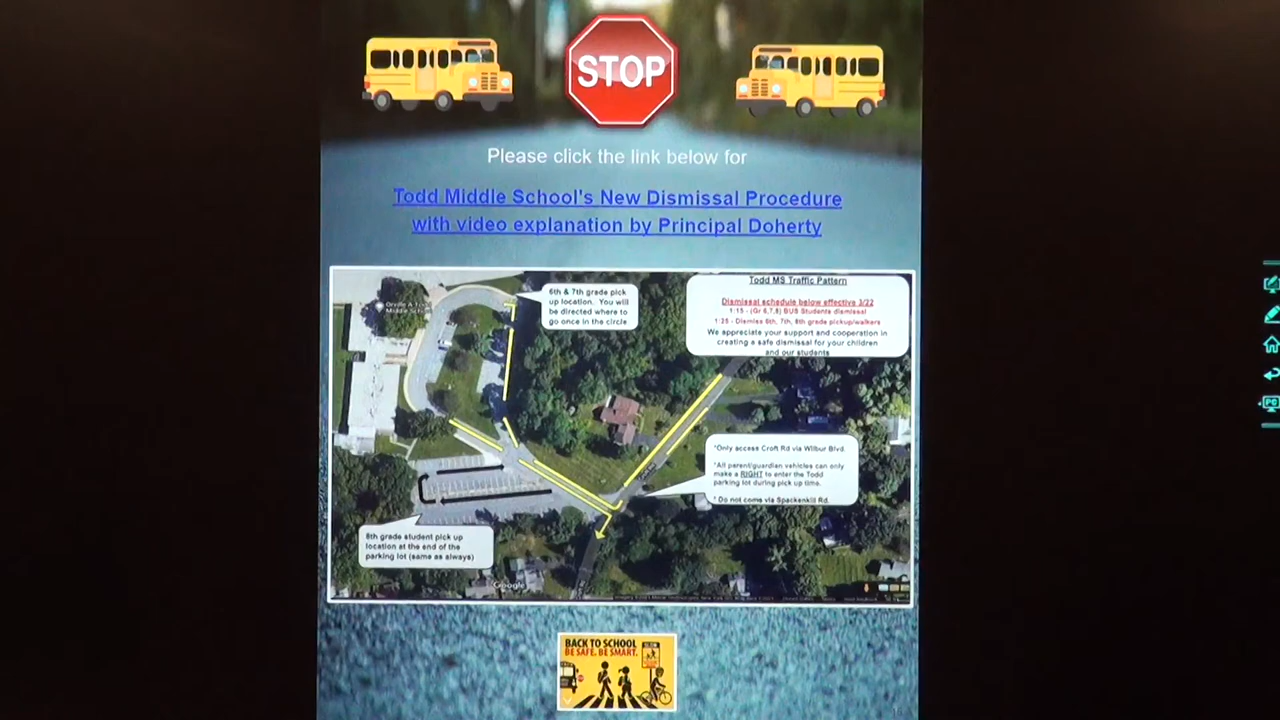 STOP
Please click the link below for
Todd Middle School's New Dismissal Procedure
with video explanation by Principal Doherty
6th & 7th grade pick
up location. You will
be directed where to
go once in the circle
Todd MS Traffic Pattern
Dismissal schedule below effective 3/22
1:15 - (Gr 6,7,8) BUS Students dismissal
1:25 - Dismiss 6th, 7th, 8th grade pickup/walkers
We appreciate your support and cooperation in
creating a safe dismissal for your children
and our students
Orville A Todd
Middle School
*Only access Croft Rd via Wilbur Blvd.
*All parent/guardian vehicles can only
make a RIGHT to enter the Todd
parking lot during pick up time.
* Do not come via Spackenkill Rd.
8th grade student pick up
location at the end of the
parking lot (same as always)
Google
BACK TO SCHOOL
BE SAFE. BE SMART.
PC